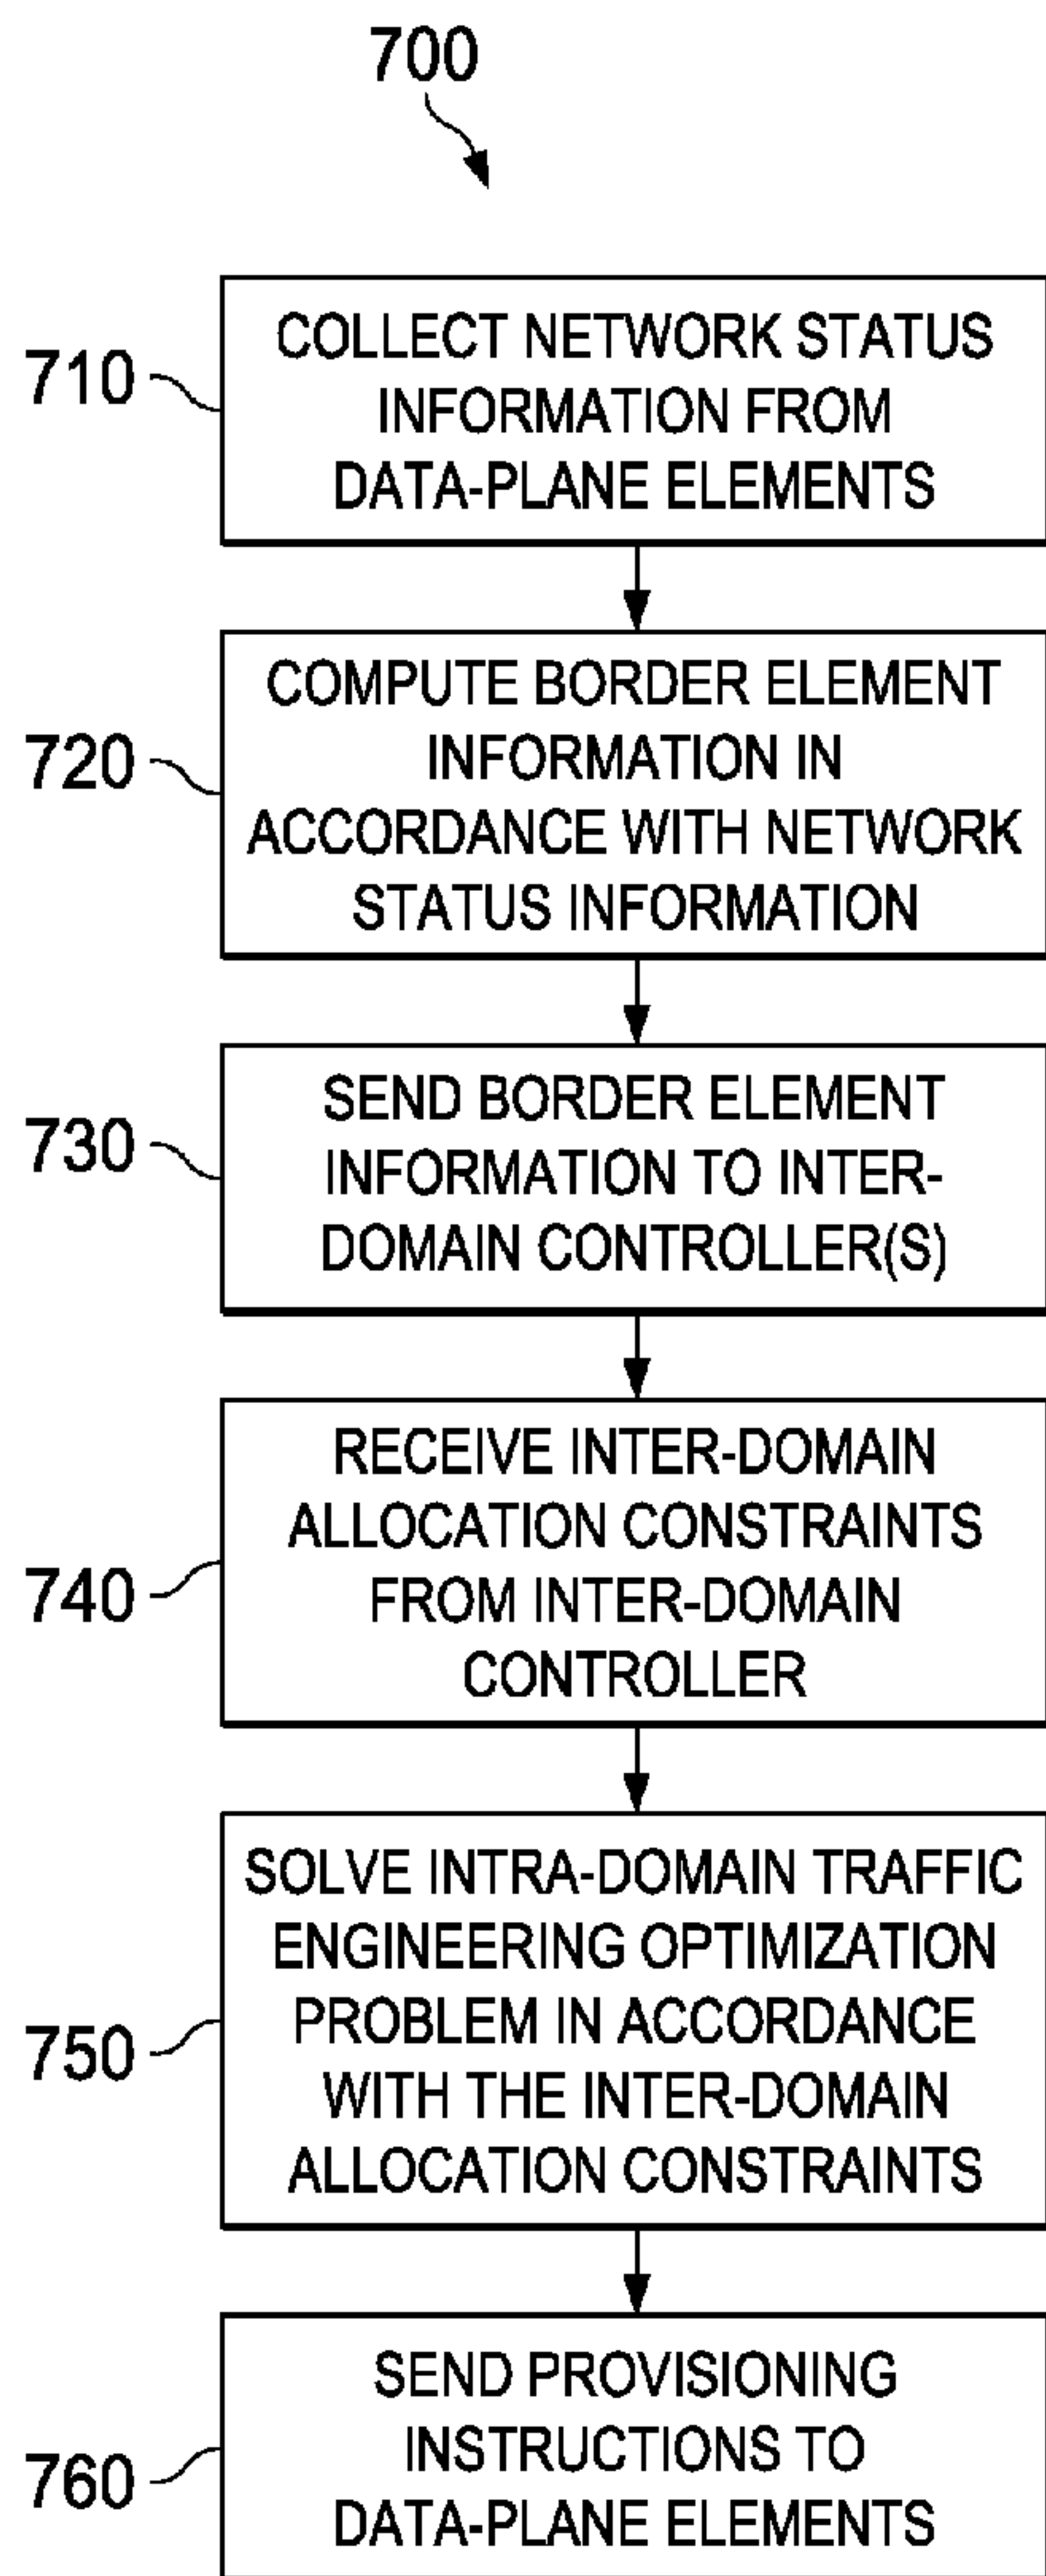 700
710
COLLECT NETWORK STATUS
INFORMATION FROM
DATA-PLANE ELEMENTS
720
COMPUTE BORDER ELEMENT
INFORMATION IN
ACCORDANCE WITH NETWORK
STATUS INFORMATION
730
SEND BORDER ELEMENT
INFORMATION TO INTER-
DOMAIN CONTROLLER(S)
740
RECEIVE INTER-DOMAIN
ALLOCATION CONSTRAINTS
FROM INTER-DOMAIN
CONTROLLER
750
SOLVE INTRA-DOMAIN TRAFFIC
ENGINEERING OPTIMIZATION
PROBLEM IN ACCORDANCE
WITH THE INTER-DOMAIN
ALLOCATION CONSTRAINTS
760
SEND PROVISIONING
INSTRUCTIONS TO
DATA-PLANE ELEMENTS